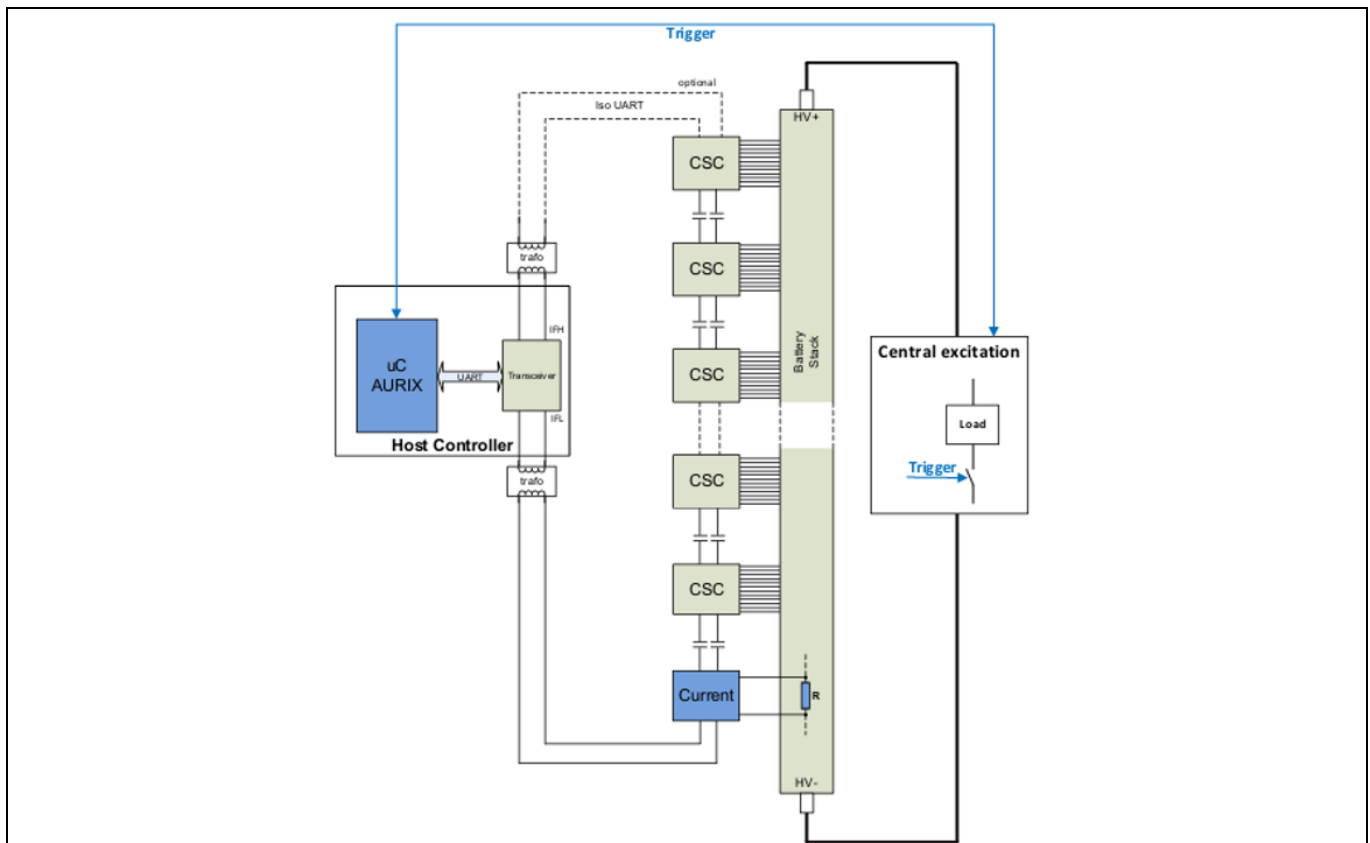 Trigger
optional
Iso UART
HV+
CSC
trafo
CSC
IFH
uC
AURIX
UART
Transceiver
CSC
Battery
Stack
Central excitation
Load
IFL
Host Controller
trafo
CSC
Trigger
CSC
Current
R
HV-